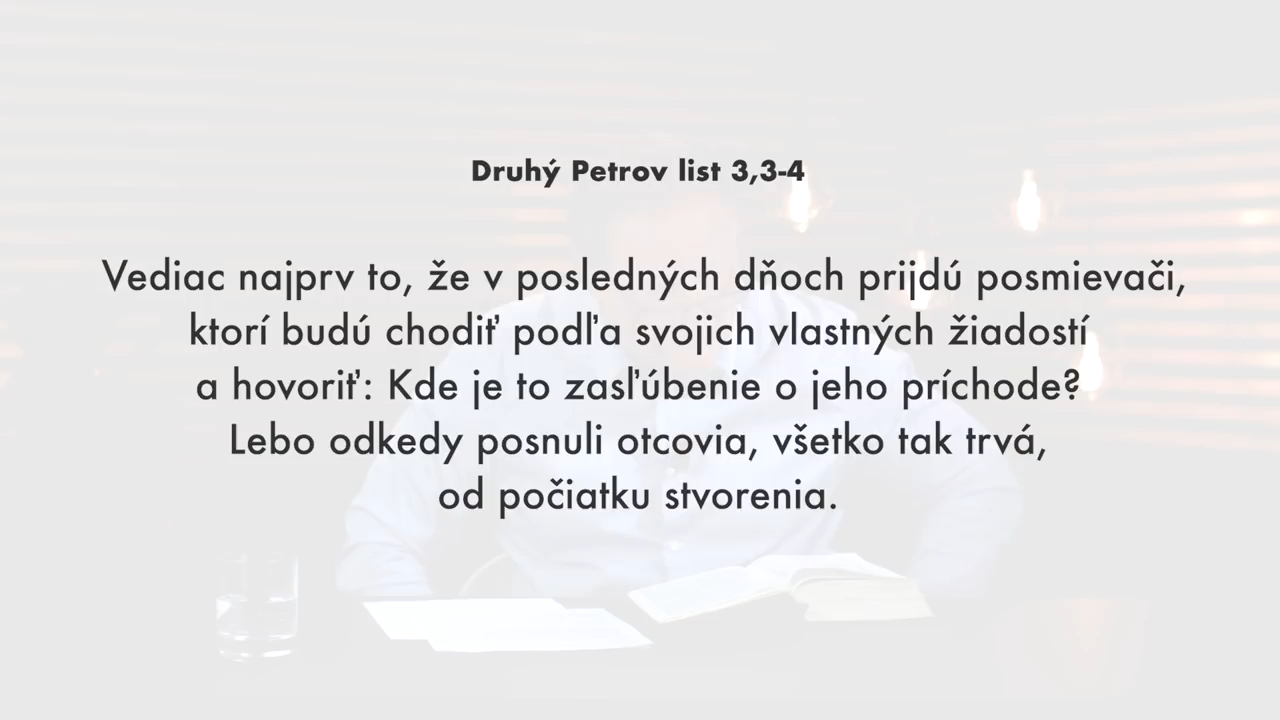 Druhý Petrov list 3,3-4
Vediac najprv to, že v posledných dňoch prijdú posmievači,
ktorí budú chodiť podľa svojich vlastných žiadostí
a hovoriť: Kde je to zasľúbenie o jeho príchode?
Lebo odkedy posnuli otcovia, všetko tak trvá,
od počiatku stvorenia.